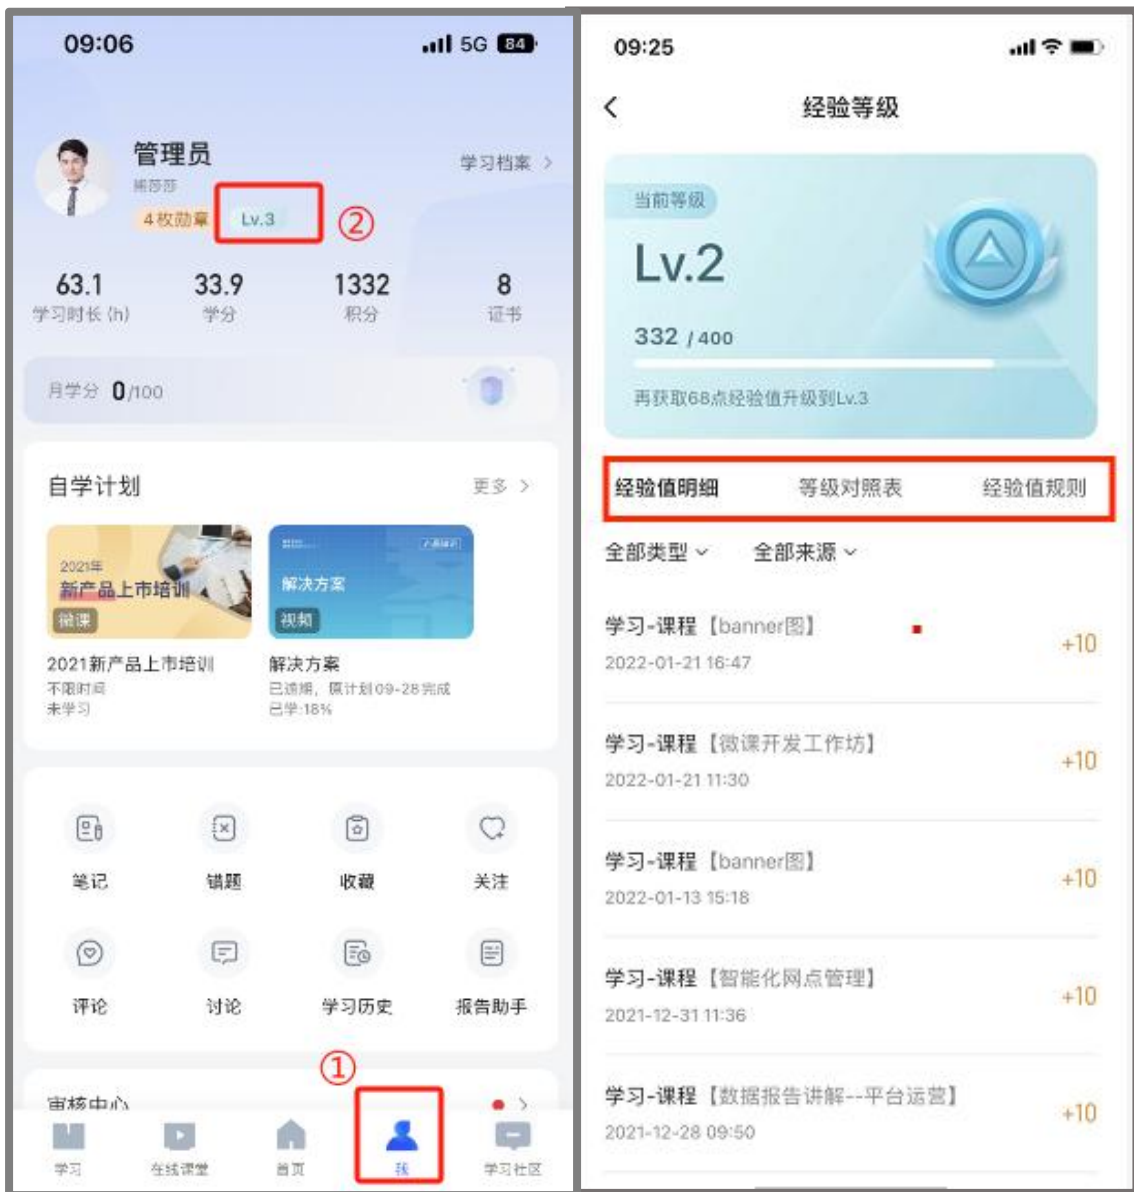 09:06
5G 84
管理员
熊莎莎
学习档案 >
4枚勋章 Lv.3
②
63.1 33.9 1332 8
学习时长 (h) 学分 积分 证书
月学分 0/100
自学计划
更多 >
2021年
新产品上市培训
微课
解决方案
视频
2021新产品上市培训
不限时间
未学习
解决方案
已逾期，原计划09-28完成
已学:18%
笔记 错题 收藏 关注
评论 讨论 学习历史 报告助手
①
审核中心
学习 在线课堂 首页 我 学习社区
09:25
经验等级
当前等级
Lv.2
332 / 400
再获取68点经验值升级到Lv.3
经验值明细 等级对照表 经验值规则
全部类型 全部来源
学习-课程【banner图】
2022-01-21 16:47
+10
学习-课程【微课开发工作坊】
2022-01-21 11:30
+10
学习-课程【banner图】
2022-01-13 15:18
+10
学习-课程【智能化网点管理】
2021-12-31 11:36
+10
学习-课程【数据报告讲解--平台运营】
2021-12-28 09:50
+10